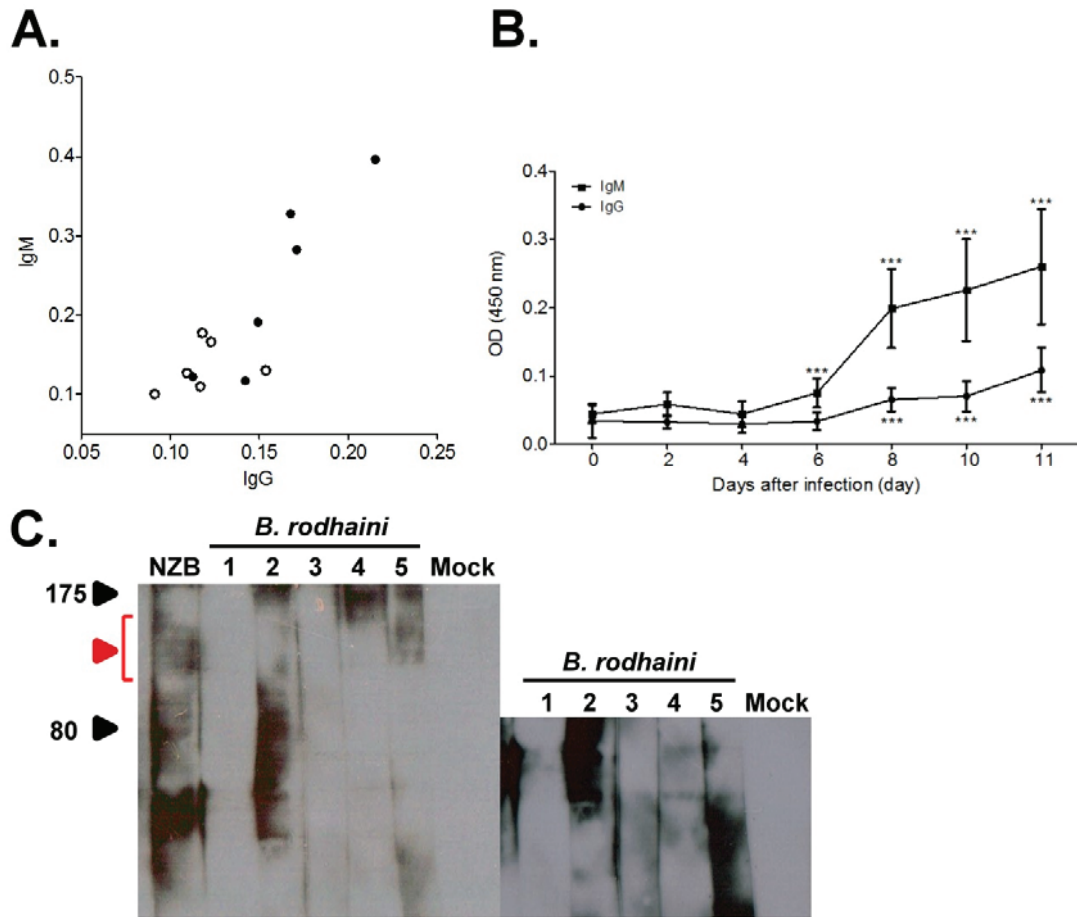 A.
B.
0.5
0.4
0.3
0.2
0.1
IgM
0.05 0.10 0.15 0.20 0.25
IgG
0.4
0.3
0.2
0.1
0.0
OD (450 nm)
IgM
IgG
*** *** *** ***
*** *** ***
0 2 4 6 8 10 11
Days after infection (day)
C.
B. rodhaini
NZB 1 2 3 4 5 Mock
175
80
B. rodhaini
1 2 3 4 5 Mock